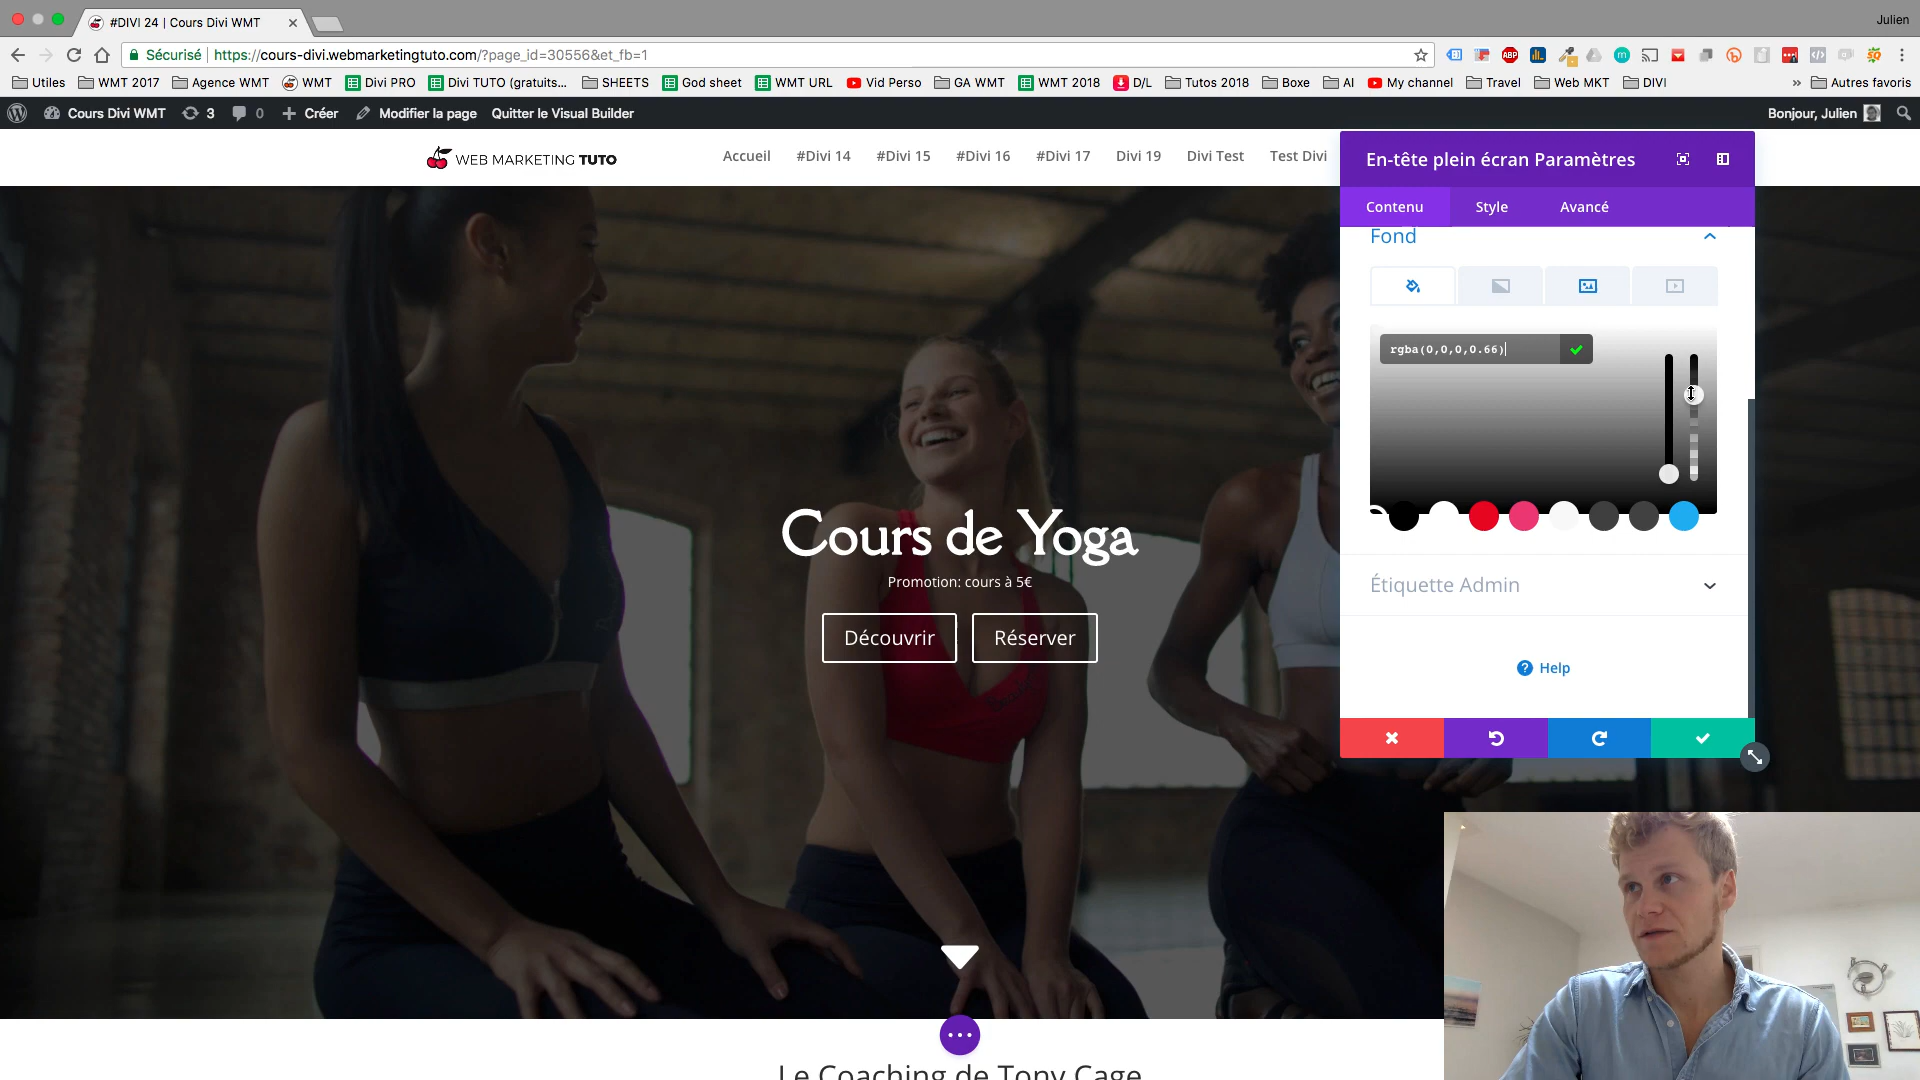 #DIVI 24 | Cours Divi WMT
Julien
Sécurisé | https://cours-divi.webmarketingtuto.com/?page_id=30556&et_fb=1
Utiles WMT 2017 Agence WMT WMT Divi PRO Divi TUTO (gratuits... SHEETS God sheet WMT URL Vid Perso GA WMT WMT 2018 D/L Tutos 2018 Boxe AI My channel Travel Web MKT DIVI » Autres favoris
Cours Divi WMT 3 0 Créer Modifier la page Quitter le Visual Builder Bonjour, Julien
WEB MARKETING TUTO
Accueil #Divi 14 #Divi 15 #Divi 16 #Divi 17 Divi 19 Divi Test Test Divi
En-tête plein écran Paramètres
Contenu Style Avancé
Fond
rgba(0,0,0,0.66)
Étiquette Admin
Help
Cours de Yoga
Promotion: cours à 5€
Découvrir Réserver
Le Coaching de Tony Cage